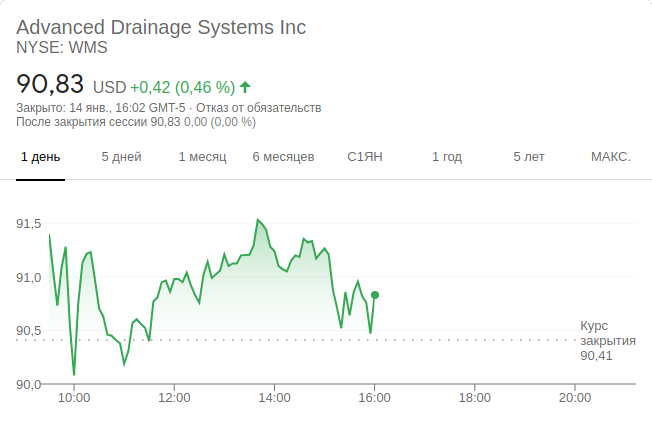 Advanced Drainage Systems Inc
NYSE: WMS
90,83 USD +0,42 (0,46 %)
Закрыто: 14 янв., 16:02 GMT-5 · Отказ от обязательств
После закрытия сессии 90,83 0,00 (0,00 %)
1 день 5 дней 1 месяц 6 месяцев С1ЯН 1 год 5 лет МАКС.
91,5
91,0
90,5
Курс
закрытия
90,41
90,0
10:00 12:00 14:00 16:00 18:00 20:00